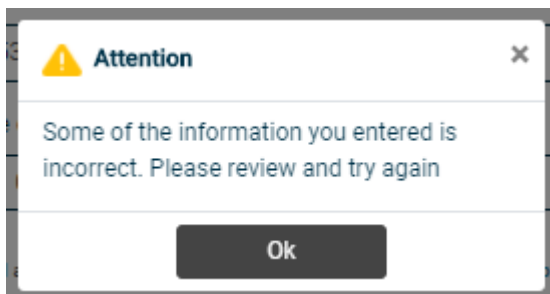 Attention
Some of the information you entered is
incorrect. Please review and try again
Ok